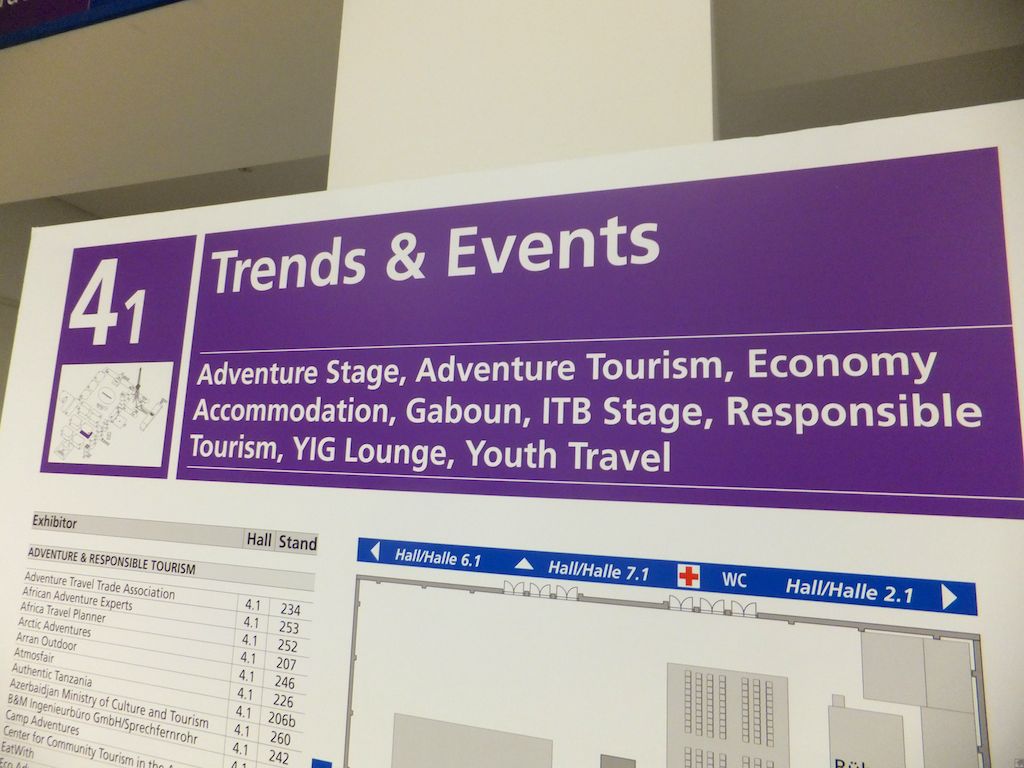 4.1
Trends & Events
Adventure Stage, Adventure Tourism, Economy
Accommodation, Gaboun, ITB Stage, Responsible
Tourism, YIG Lounge, Youth Travel
Exhibitor Hall Stand
ADVENTURE & RESPONSIBLE TOURISM
Adventure Travel Trade Association 4.1 234
African Adventure Experts 4.1 253
Africa Travel Planner 4.1 252
Arctic Adventures 4.1 207
Arran Outdoor 4.1 246
Atmosfair 4.1 226
Authentic Tanzania 4.1 206b
Azerbaijan Ministry of Culture and Tourism 4.1 260
B&M Ingenieurbüro GmbH/Sprechfernrohr 4.1 242
Camp Adventures
Center for Community Tourism in the
EatWith
Hall/Halle 6.1 Hall/Halle 7.1 WC Hall/Halle 2.1